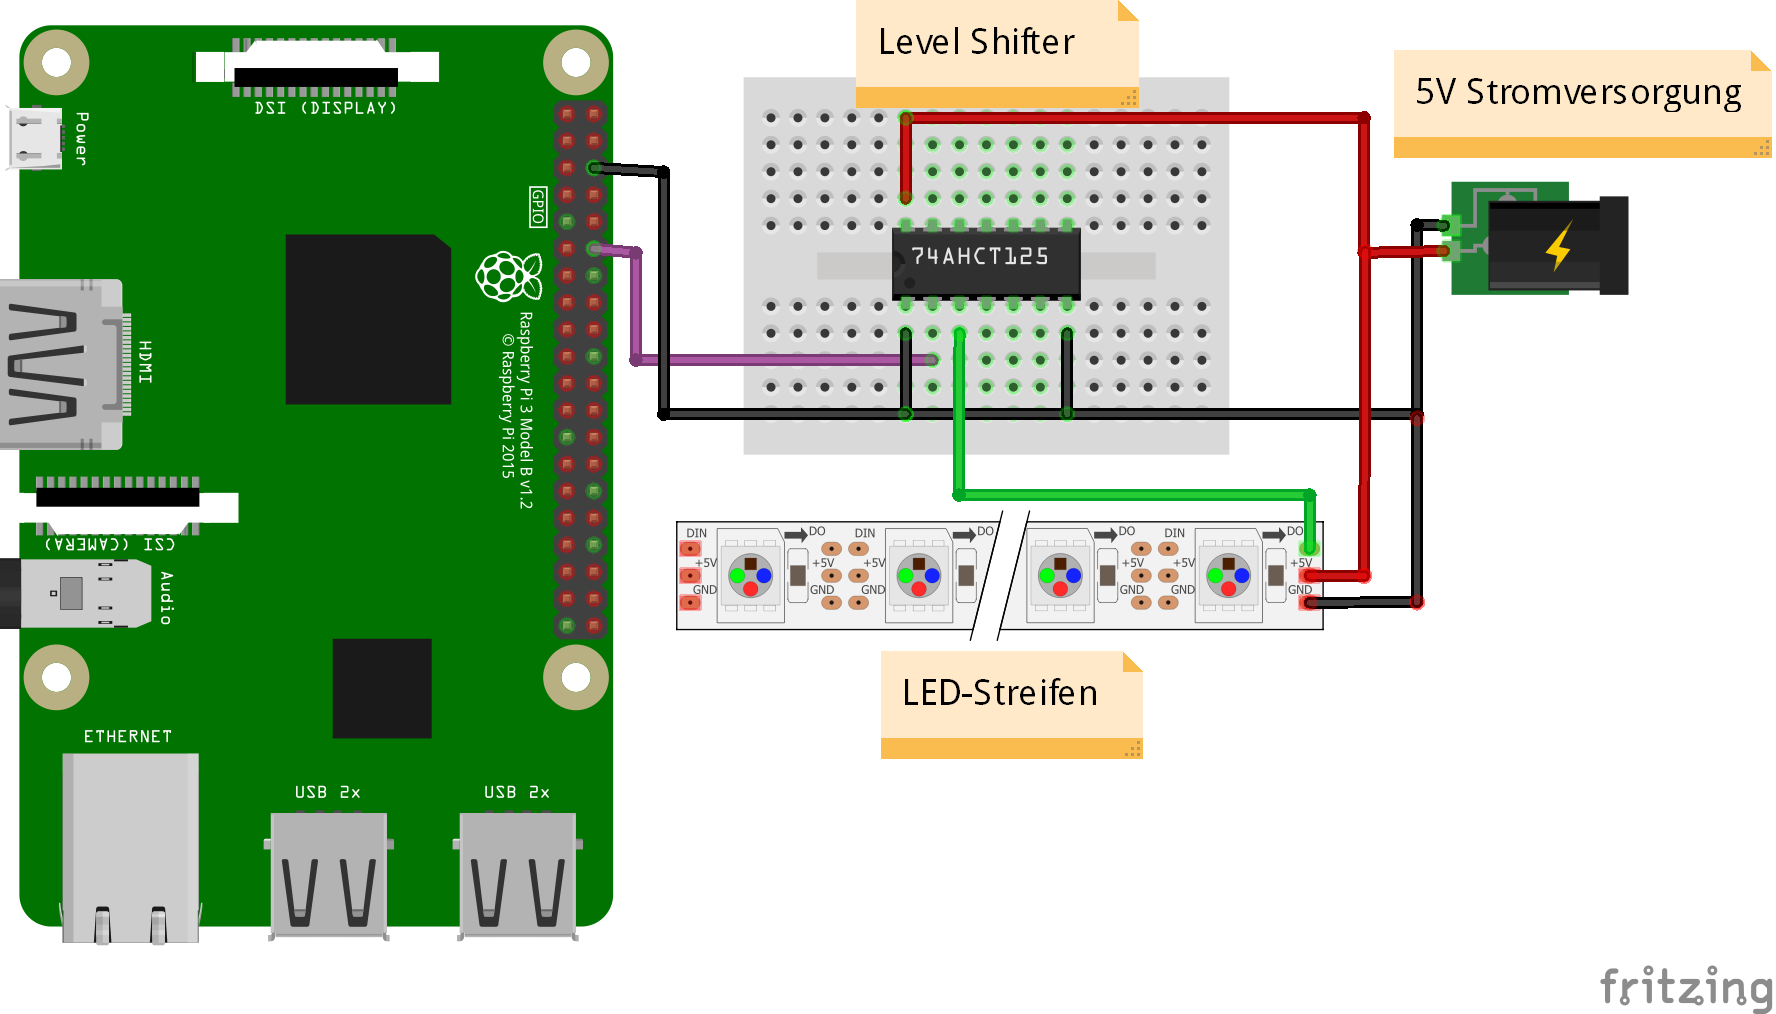 Level Shifter
5V Stromversorgung
DSI (DISPLAY)
Power
GPIO
74AHCT125
HDMI
Raspberry Pi 3 Model B v1.2
© Raspberry Pi 2015
CSI (CAMERA)
Audio
DIN DO DIN DO DO DIN DO
+5V +5V +5V +5V +5V
GND GND GND GND GND GND
LED-Streifen
ETHERNET
USB 2x
USB 2x
fritzing